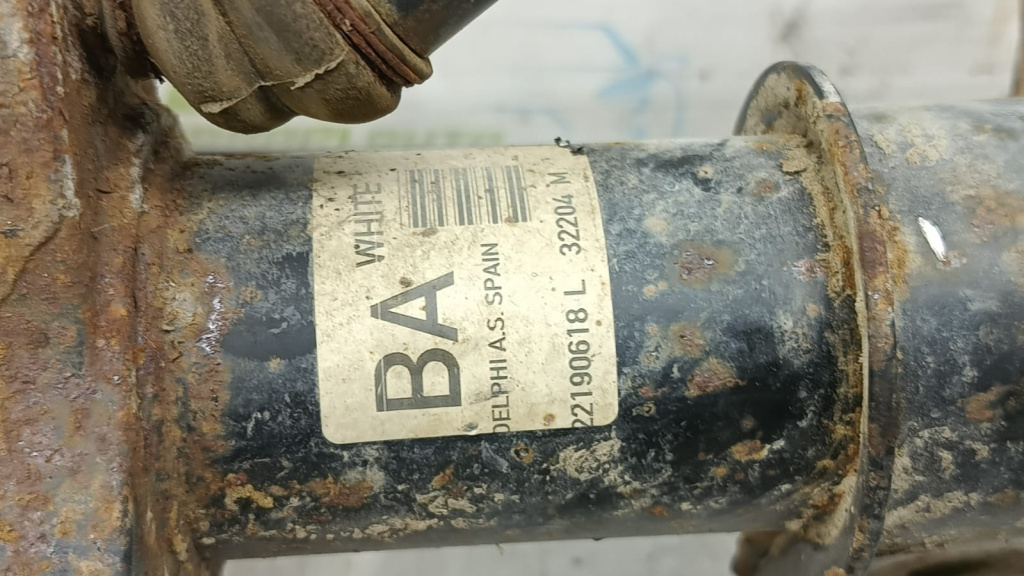 WHITE
BA
DELPHI A.S. SPAIN
22190618 L 32204 M